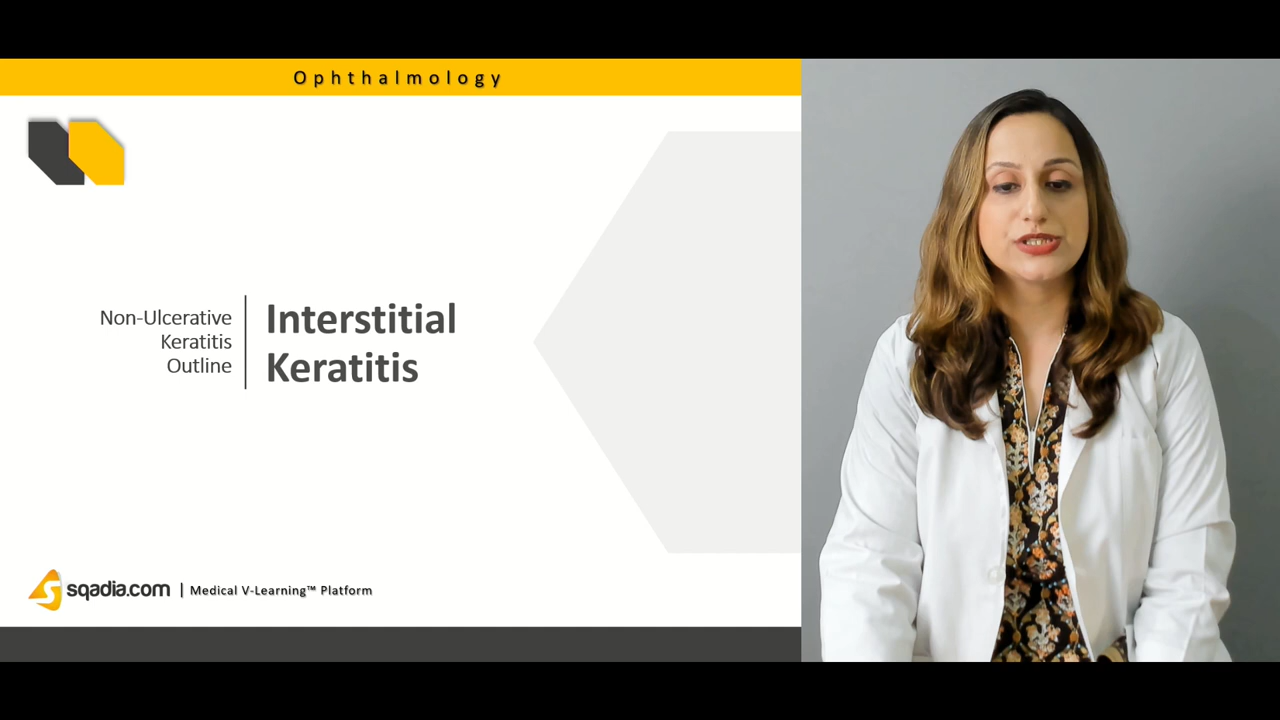 Ophthalmology
Non-Ulcerative
Keratitis
Outline
Interstitial
Keratitis
sqadia.com | Medical V-Learning™ Platform